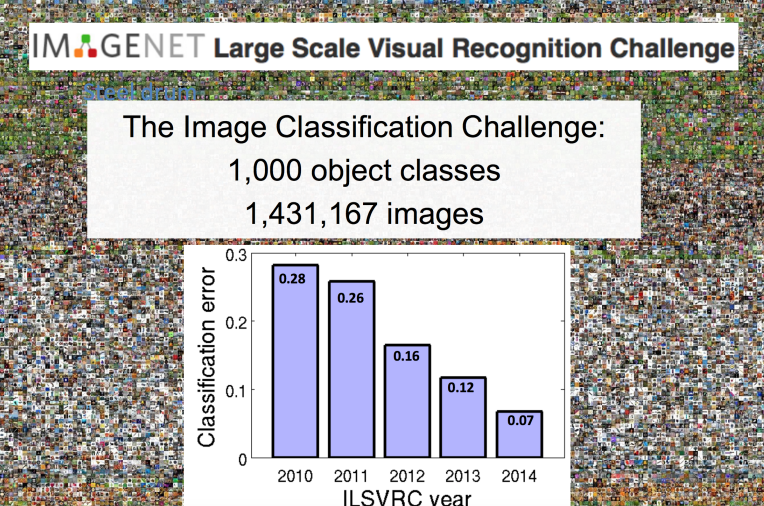 IMAGENET Large Scale Visual Recognition Challenge
Steel drum
The Image Classification Challenge:
1,000 object classes
1,431,167 images
0.3
0.2
0.1
0
Classification error
0.28
0.26
0.16
0.12
0.07
2010 2011 2012 2013 2014
ILSVRC year